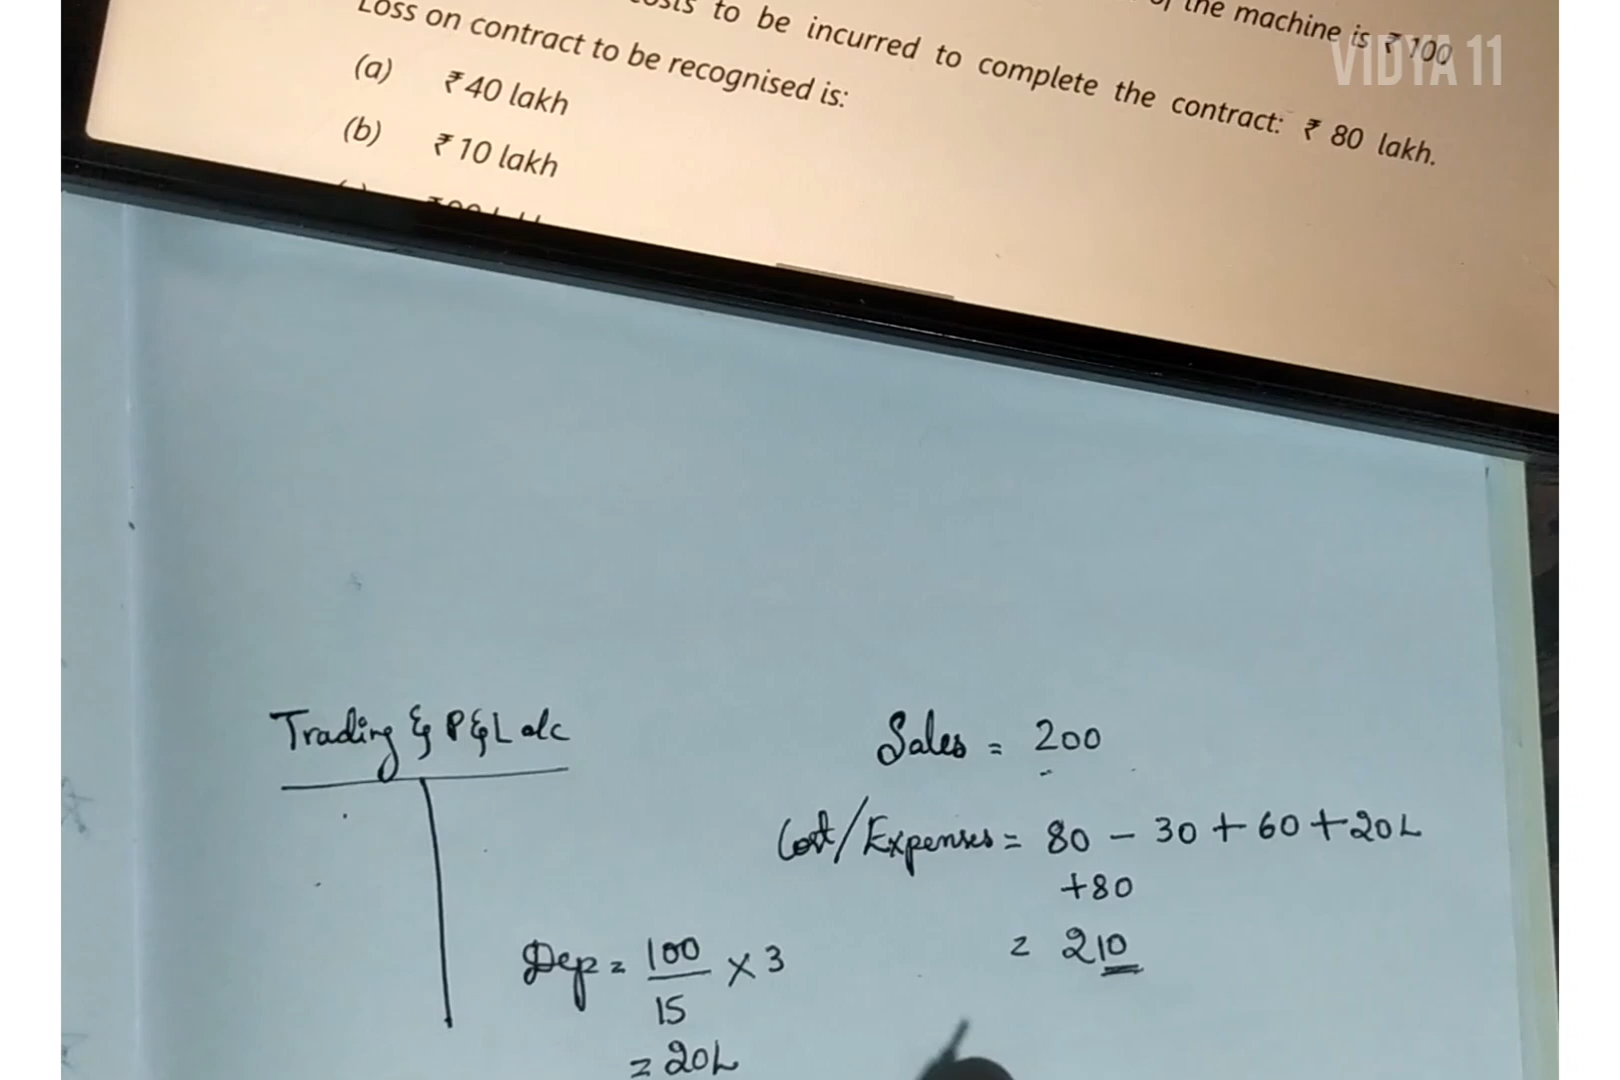 the machine is ₹ 100
VIDYA 11
to be incurred to complete the contract: ₹ 80 lakh.
Loss on contract to be recognised is:
(a) ₹ 40 lakh
(b) ₹ 10 lakh
Trading & P&L a/c
Sales = 200
Cost/Expenses = 80 - 30 + 60 + 20L
+80
= 210
Dep = 100/15 × 3
= 20L